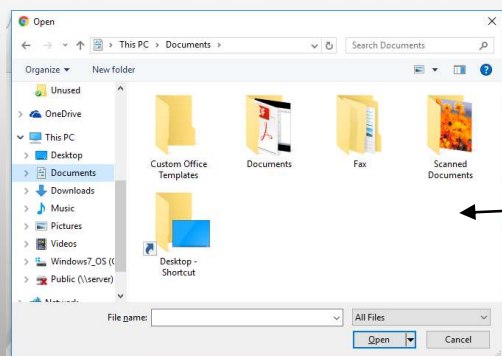 Open
This PC > Documents >
Search Documents
Organize
New folder
Unused
OneDrive
This PC
Desktop
Documents
Downloads
Music
Pictures
Videos
Windows7_OS (C
Public (\\server)
Network
Custom Office
Templates
Documents
Fax
Scanned
Documents
Desktop -
Shortcut
File name:
All Files
Open
Cancel